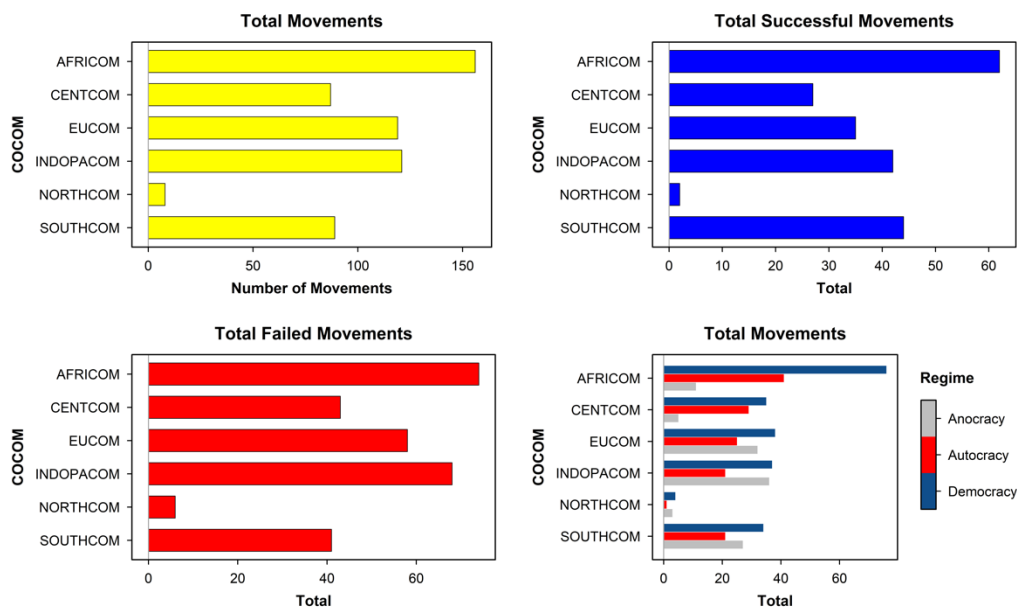 Total Movements
COCOM
AFRICOM
CENTCOM
EUCOM
INDOPACOM
NORTHCOM
SOUTHCOM
0 50 100 150
Number of Movements
Total Successful Movements
COCOM
AFRICOM
CENTCOM
EUCOM
INDOPACOM
NORTHCOM
SOUTHCOM
0 10 20 30 40 50 60
Total
Total Failed Movements
COCOM
AFRICOM
CENTCOM
EUCOM
INDOPACOM
NORTHCOM
SOUTHCOM
0 20 40 60
Total
Total Movements
COCOM
AFRICOM
CENTCOM
EUCOM
INDOPACOM
NORTHCOM
SOUTHCOM
0 20 40 60
Total
Regime
Anocracy
Autocracy
Democracy